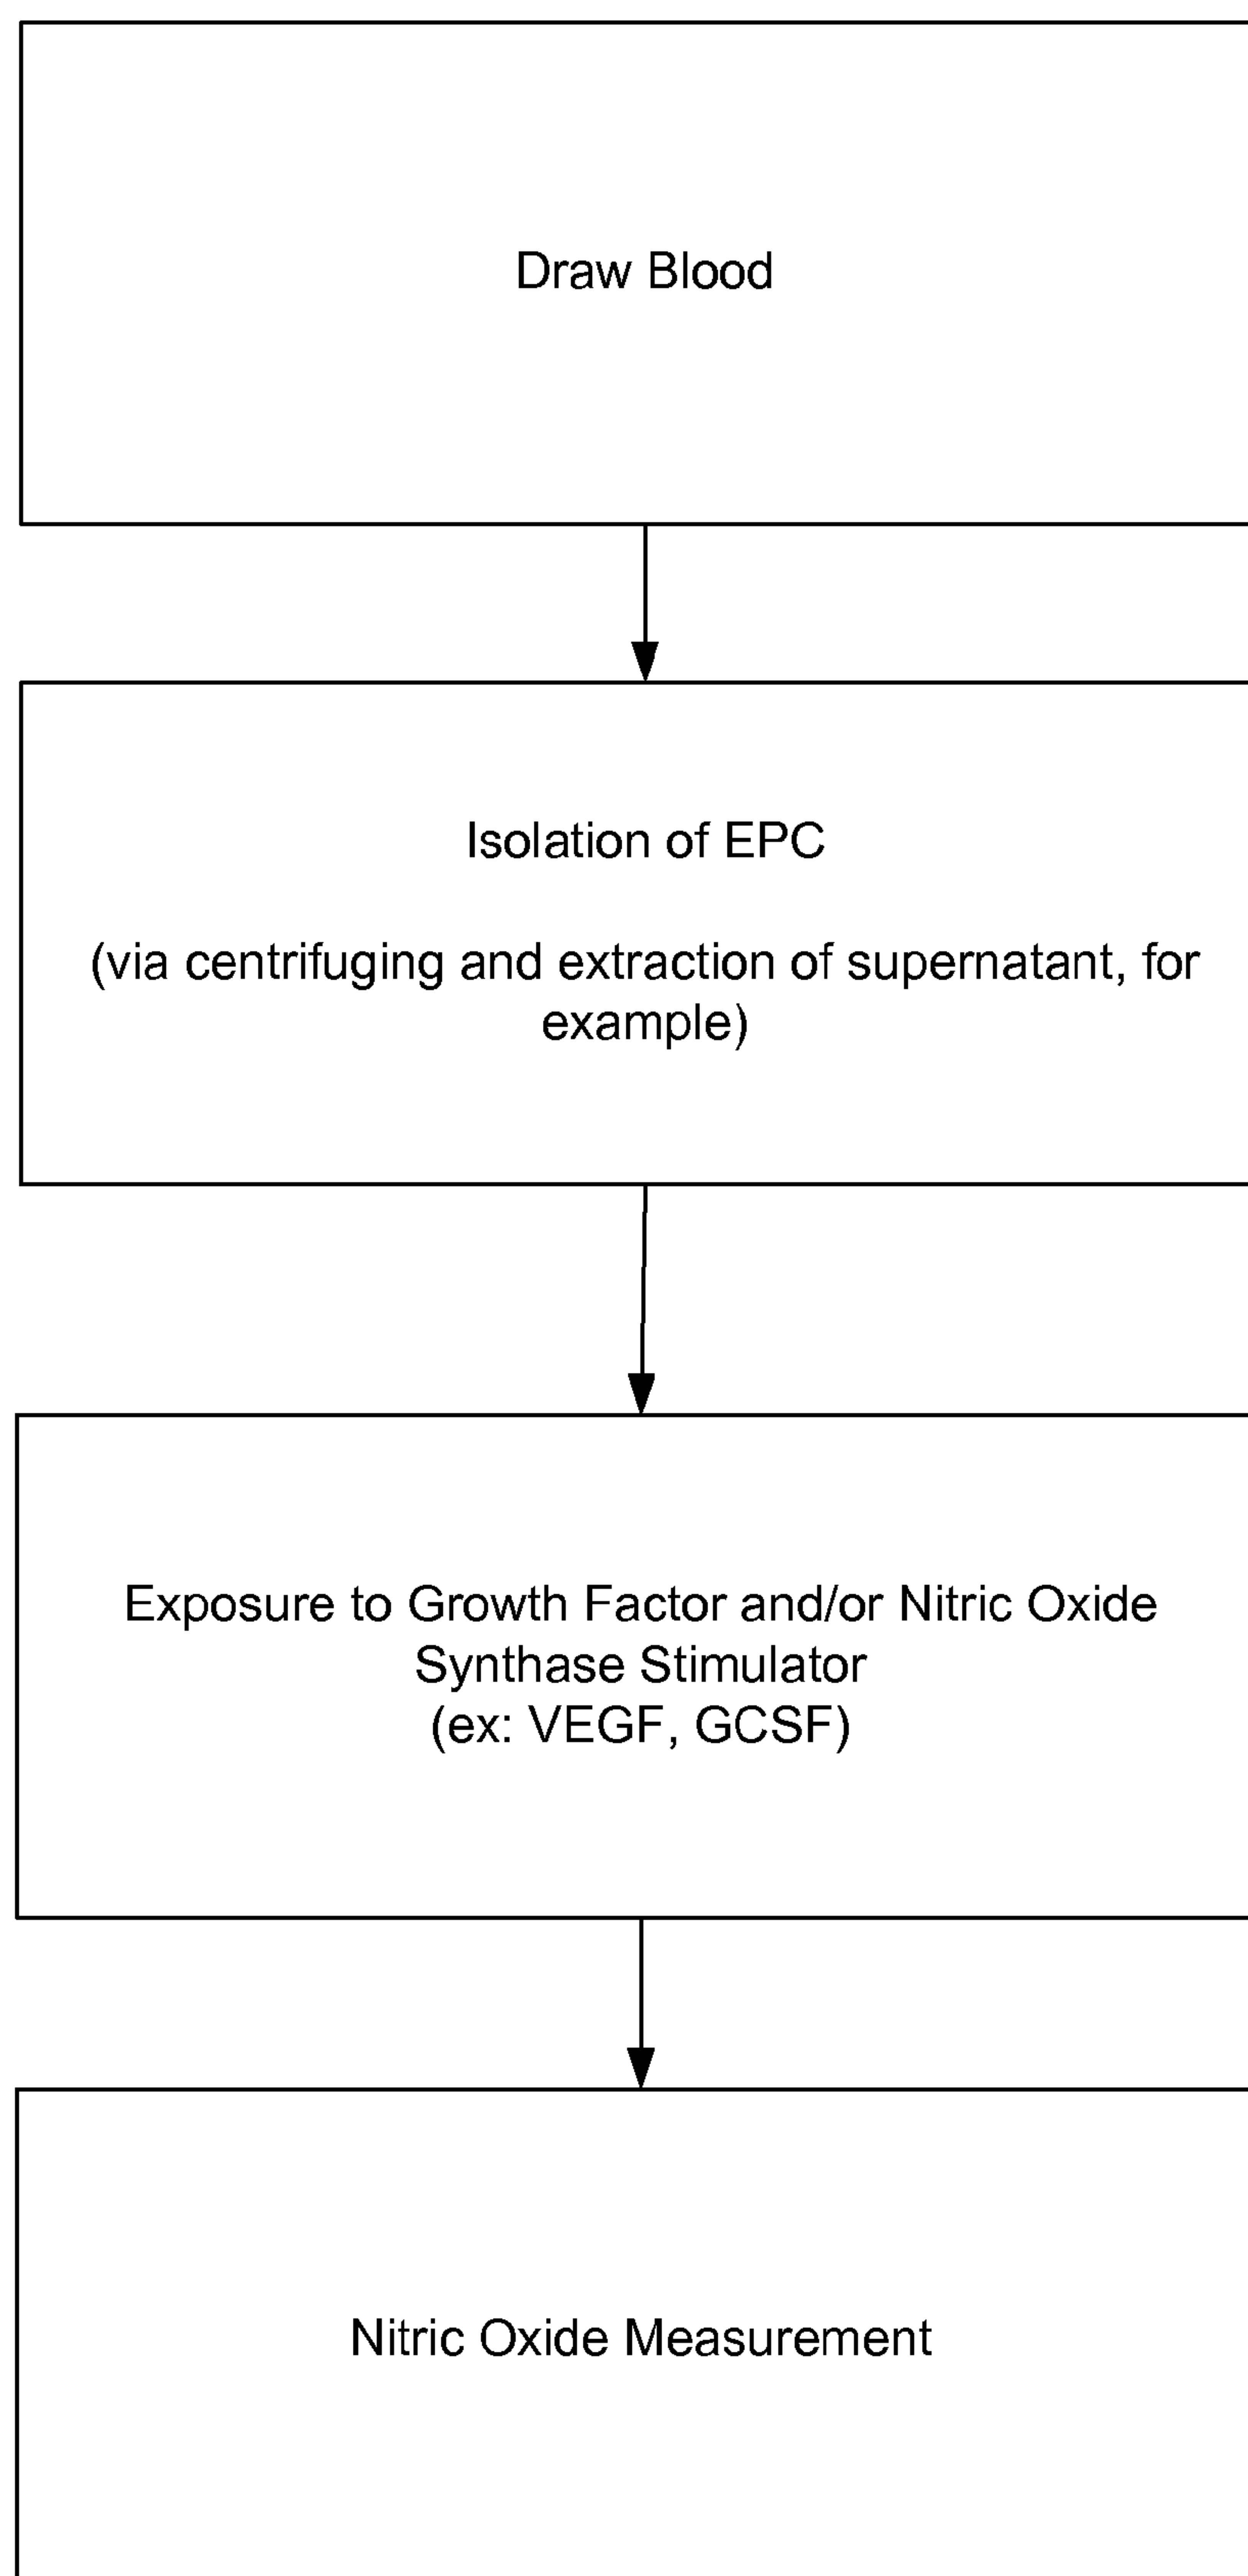 Draw Blood
Isolation of EPC
(via centrifuging and extraction of supernatant, for
example)
Exposure to Growth Factor and/or Nitric Oxide
Synthase Stimulator
(ex: VEGF, GCSF)
Nitric Oxide Measurement